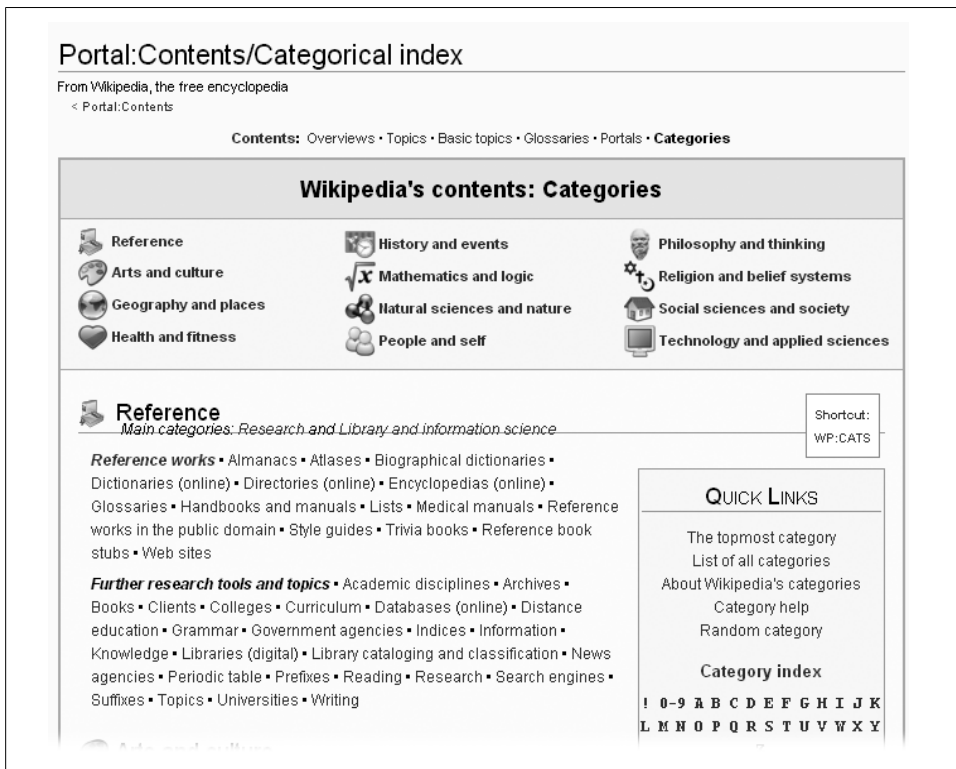 Portal:Contents/Categorical index
From Wikipedia, the free encyclopedia
< Portal:Contents
Contents: Overviews • Topics • Basic topics • Glossaries • Portals • Categories
Wikipedia's contents: Categories
Reference
Arts and culture
Geography and places
Health and fitness
History and events
Mathematics and logic
Natural sciences and nature
People and self
Philosophy and thinking
Religion and belief systems
Social sciences and society
Technology and applied sciences
Reference
Main categories: Research and Library and information science
Reference works ▪ Almanacs ▪ Atlases ▪ Biographical dictionaries ▪
Dictionaries (online) ▪ Directories (online) ▪ Encyclopedias (online) ▪
Glossaries ▪ Handbooks and manuals ▪ Lists ▪ Medical manuals ▪ Reference
works in the public domain ▪ Style guides ▪ Trivia books ▪ Reference book
stubs ▪ Web sites
Further research tools and topics ▪ Academic disciplines ▪ Archives ▪
Books ▪ Clients ▪ Colleges ▪ Curriculum ▪ Databases (online) ▪ Distance
education ▪ Grammar ▪ Government agencies ▪ Indices ▪ Information ▪
Knowledge ▪ Libraries (digital) ▪ Library cataloging and classification ▪ News
agencies ▪ Periodic table ▪ Prefixes ▪ Reading ▪ Research ▪ Search engines ▪
Suffixes ▪ Topics ▪ Universities ▪ Writing
Shortcut:
WP:CATS
Quick Links
The topmost category
List of all categories
About Wikipedia's categories
Category help
Random category
Category index
! 0-9 A B C D E F G H I J K
L M N O P Q R S T U V W X Y
Z
Arts and culture